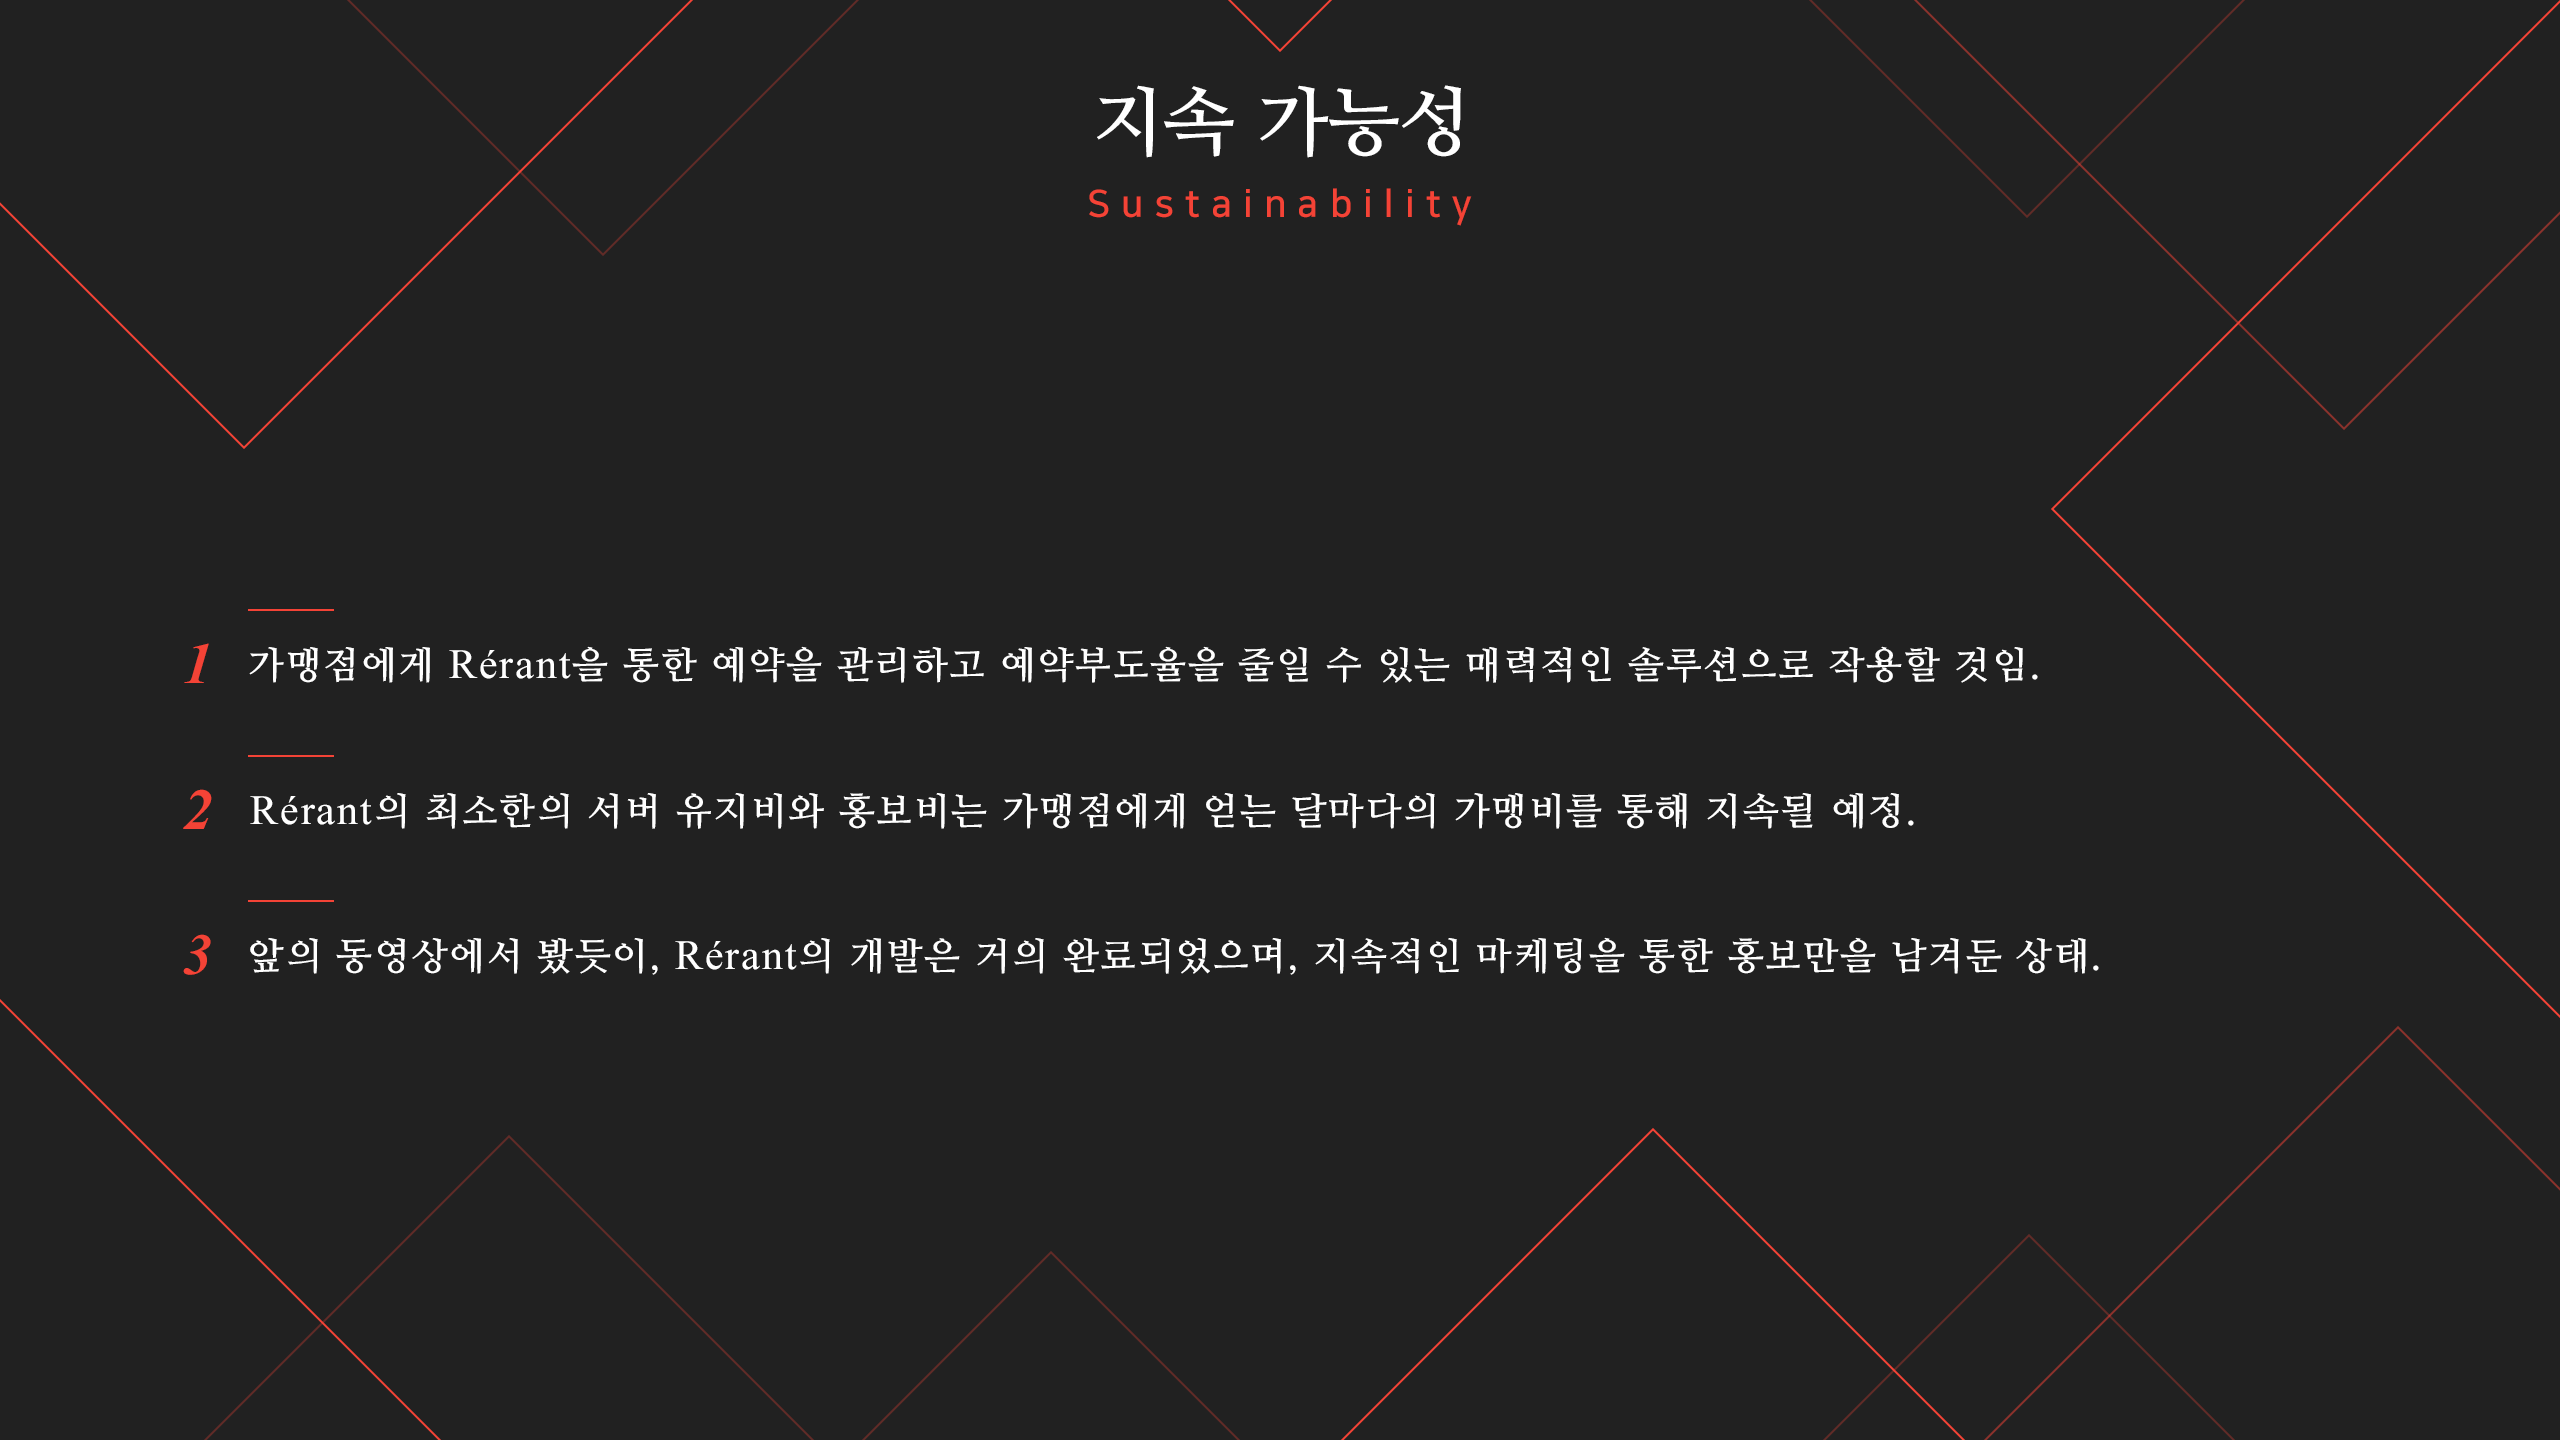 지속 가능성
Sustainability
1 가맹점에게 Rérant을 통한 예약을 관리하고 예약부도율을 줄일 수 있는 매력적인 솔루션으로 작용할 것임.
2 Rérant의 최소한의 서버 유지비와 홍보비는 가맹점에게 얻는 달마다의 가맹비를 통해 지속될 예정.
3 앞의 동영상에서 봤듯이, Rérant의 개발은 거의 완료되었으며, 지속적인 마케팅을 통한 홍보만을 남겨둔 상태.